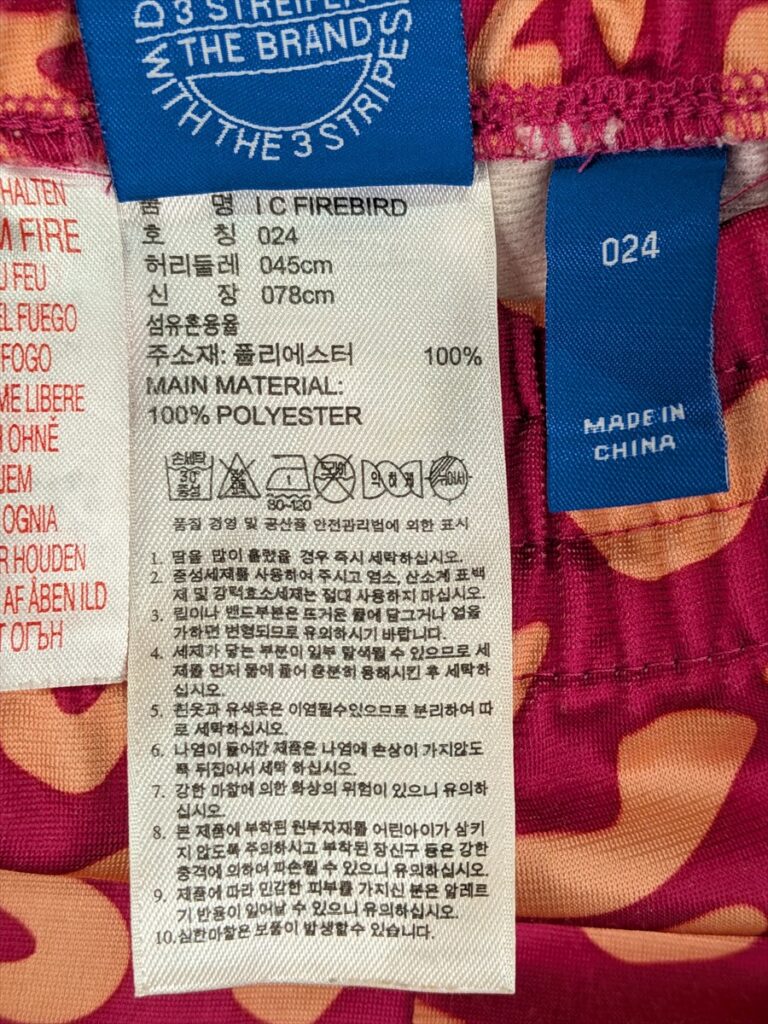 3 STREIFEN
THE BRAND
WITH THE 3 STRIPES
HALTEN
M FIRE
U FEU
EL FUEGO
FOGO
ME LIBERE
OHNĚ
JEM
OGNIA
R HOUDEN
AF ÅBEN ILD
ОГЪН
품 명 I C FIREBIRD
호 칭 024
허리둘레 045cm
신 장 078cm
섬유혼용율
주소재: 폴리에스터 100%
MAIN MATERIAL:
100% POLYESTER
손세탁
30°
중성
80-120
품질 경영 및 공산품 안전관리법에 의한 표시
1. 땀을 많이 흘렸을 경우 즉시 세탁하십시오.
2. 중성세제를 사용하여 주시고 염소, 산소계 표백
제 및 강력효소세제는 절대 사용하지 마십시오.
3. 립이나 밴드부분은 뜨거운 물에 담그거나 열을
가하면 변형되므로 유의하시기 바랍니다.
4. 세제가 닿는 부분이 일부 탈색될 수 있으므로 세
제를 먼저 물에 풀어 충분히 용해시킨 후 세탁하
십시오.
5. 흰옷과 유색옷은 이염될수있으므로 분리하여 따
로 세탁하십시오.
6. 나염이 들어간 제품은 나염에 손상이 가지않도
록 뒤집어서 세탁 하십시오.
7. 강한 마찰에 의한 화상의 위험이 있으니 유의하
십시오.
8. 본 제품에 부착된 원부자재를 어린아이가 삼키
지 않도록 주의하시고 부착된 장신구 등은 강한
충격에 의하여 파손될 수 있으니 유의하십시오.
9. 제품에 따라 민감한 피부를 가지신 분은 알레르
기 반응이 일어날 수 있으니 유의하십시오.
10.심한마찰은 보풀이 발생할수 있습니다.
024
MADE IN
CHINA